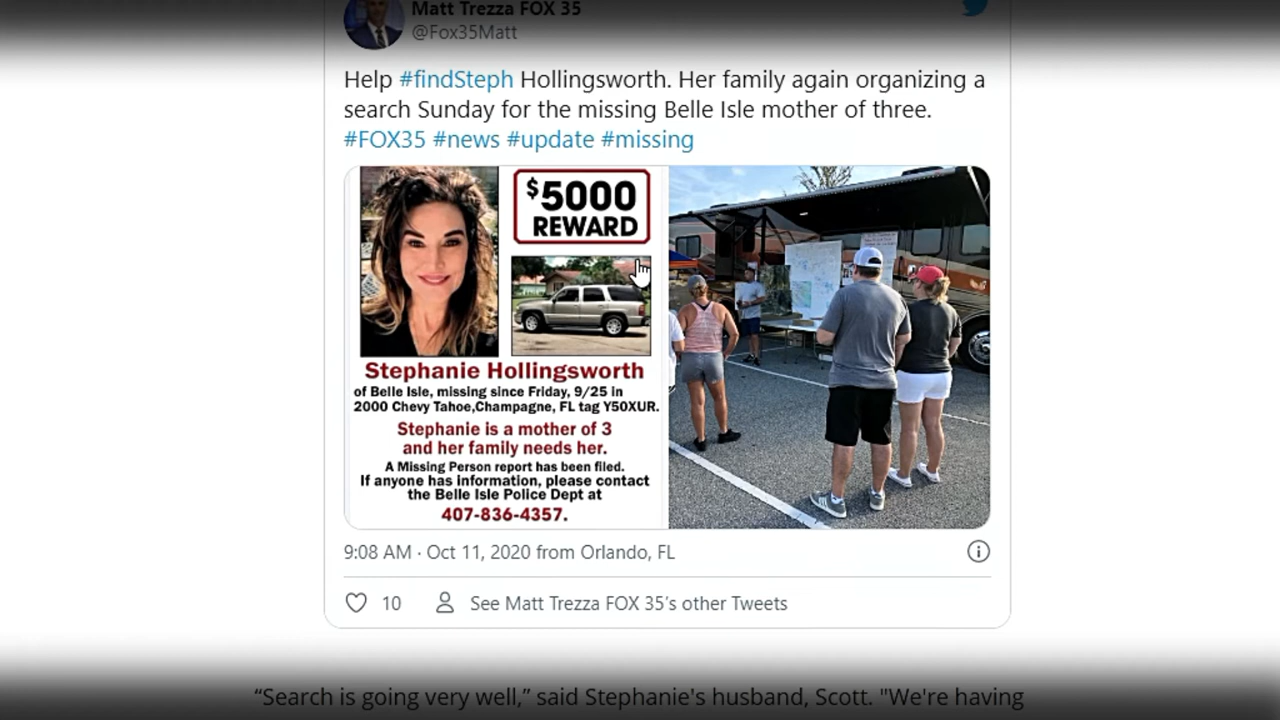 Matt Trezza FOX 35
@Fox35Matt
Help #findSteph Hollingsworth. Her family again organizing a
search Sunday for the missing Belle Isle mother of three.
#FOX35 #news #update #missing
$5000
REWARD
Stephanie Hollingsworth
of Belle Isle, missing since Friday, 9/25 in
2000 Chevy Tahoe,Champagne, FL tag Y50XUR.
Stephanie is a mother of 3
and her family needs her.
A Missing Person report has been filed.
If anyone has information, please contact
the Belle Isle Police Dept at
407-836-4357.
9:08 AM · Oct 11, 2020 from Orlando, FL
10
See Matt Trezza FOX 35’s other Tweets
“Search is going very well,” said Stephanie's husband, Scott. "We're having